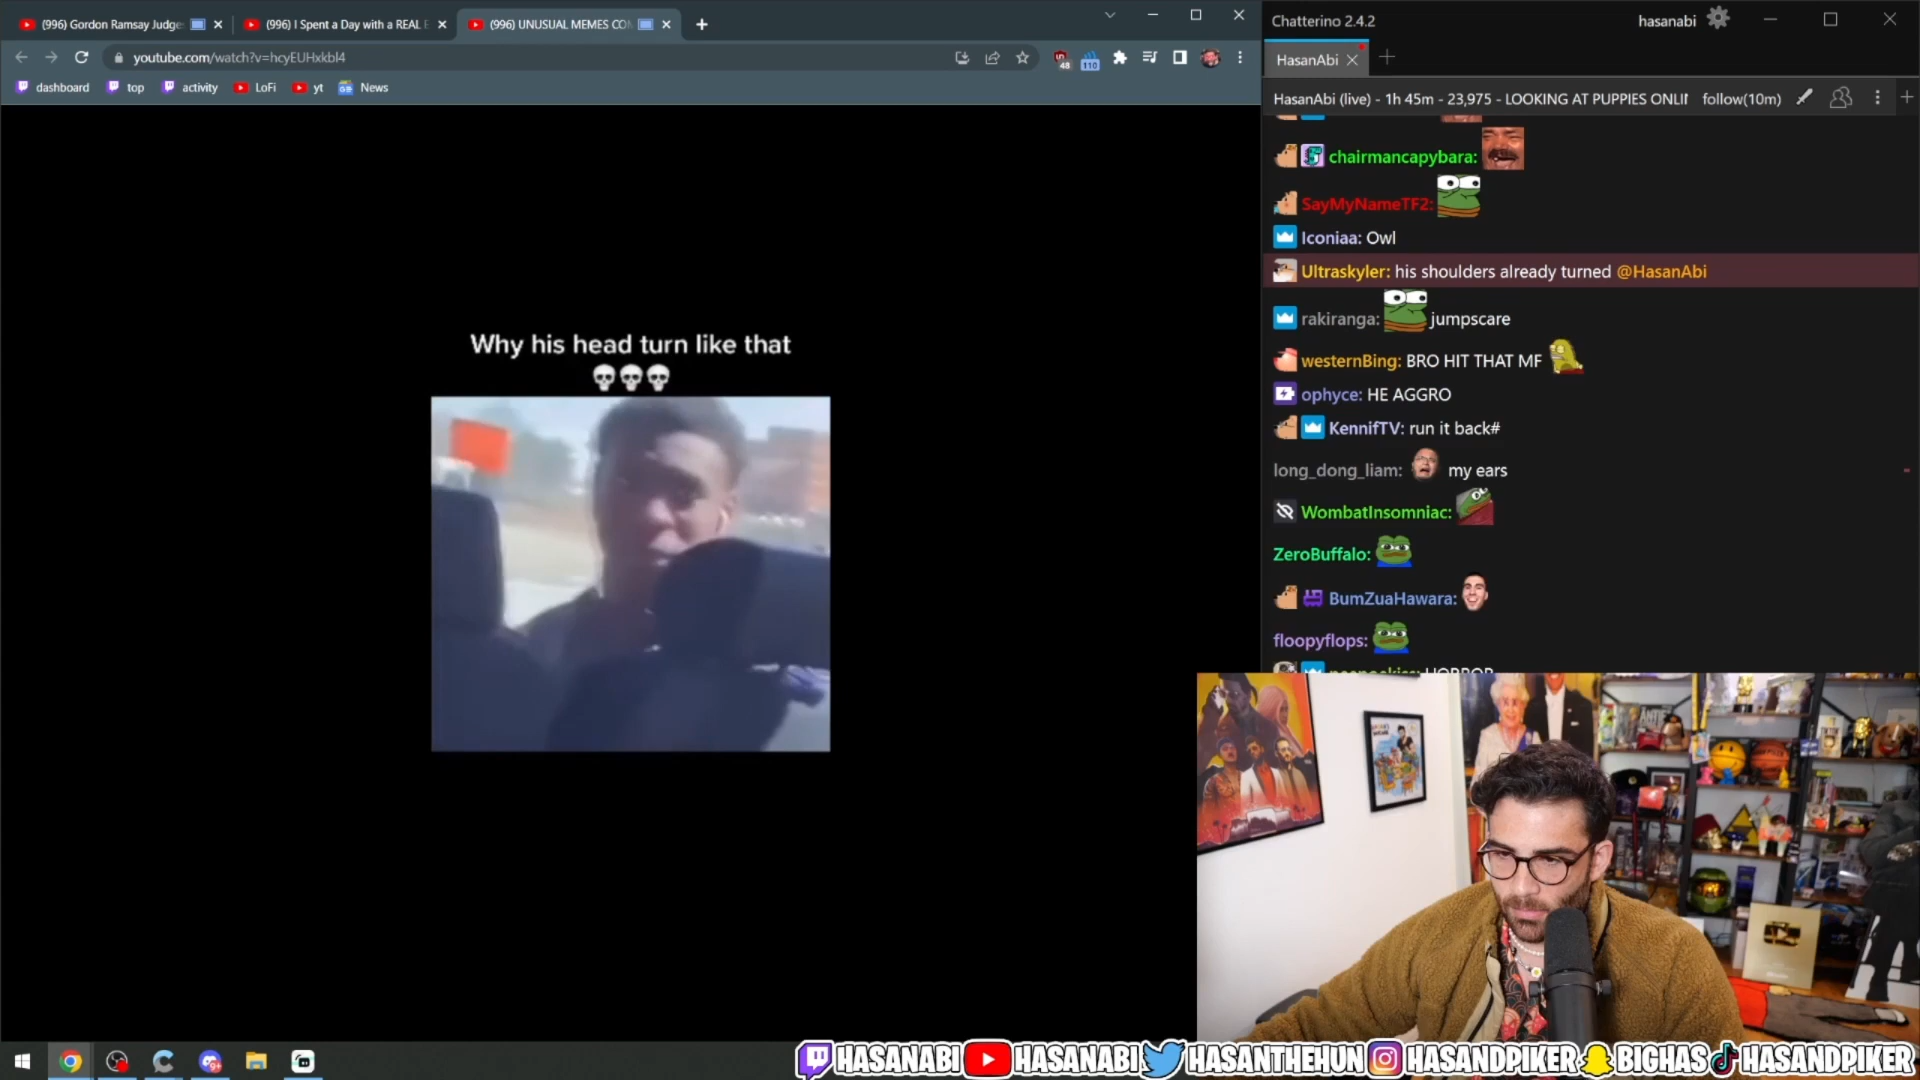 (996) Gordon Ramsay Judge
(996) I Spent a Day with a REAL E
(996) UNUSUAL MEMES CO
youtube.com/watch?v=hcyEUHxkbl4
48
110
dashboard
top
activity
LoFi
yt
News
Why his head turn like that
💀💀💀
Chatterino 2.4.2
hasanabi
HasanAbi
HasanAbi (live) - 1h 45m - 23,975 - LOOKING AT PUPPIES ONLI
follow(10m)
chairmancapybara:
SayMyNameTF2:
Iconiaa: Owl
Ultraskyler: his shoulders already turned @HasanAbi
rakiranga: jumpscare
westernBing: BRO HIT THAT MF
ophyce: HE AGGRO
KennifTV: run it back#
long_dong_liam: my ears
WombatInsomniac:
ZeroBuffalo:
BumZuaHawara:
floopyflops:
HORROR
HASANABI HASANABI HASANTHEHUN HASANDPIKER BIGHAS HASANDPIKER